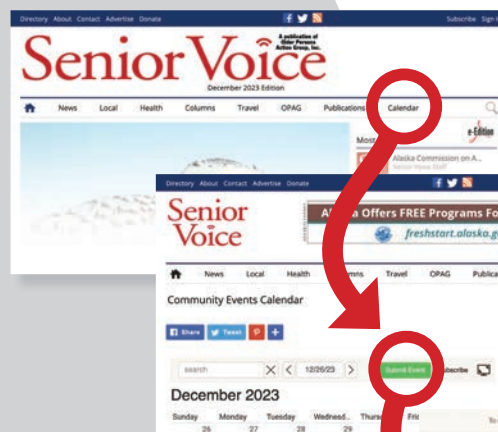 Directory About Contact Advertise Donate
Subscribe Sign In
Senior Voice
A publication of
Older Persons
Action Group, Inc.
December 2023 Edition
News Local Health Columns Travel OPAG Publications Calendar
Most
e-Edition
Alaska Commission on A...
Senior Voice Staff
Directory About Contact Advertise Donate
Senior
Voice
a Offers FREE Programs Fo
freshstart.alaska.g
News Local Health mns Travel OPAG Publica
Community Events Calendar
Share Tweet
search 12/26/23 Submit Event bscribe
December 2023
Sunday Monday Tuesday Wednesd.. Thurs Fri
26 27 28 29